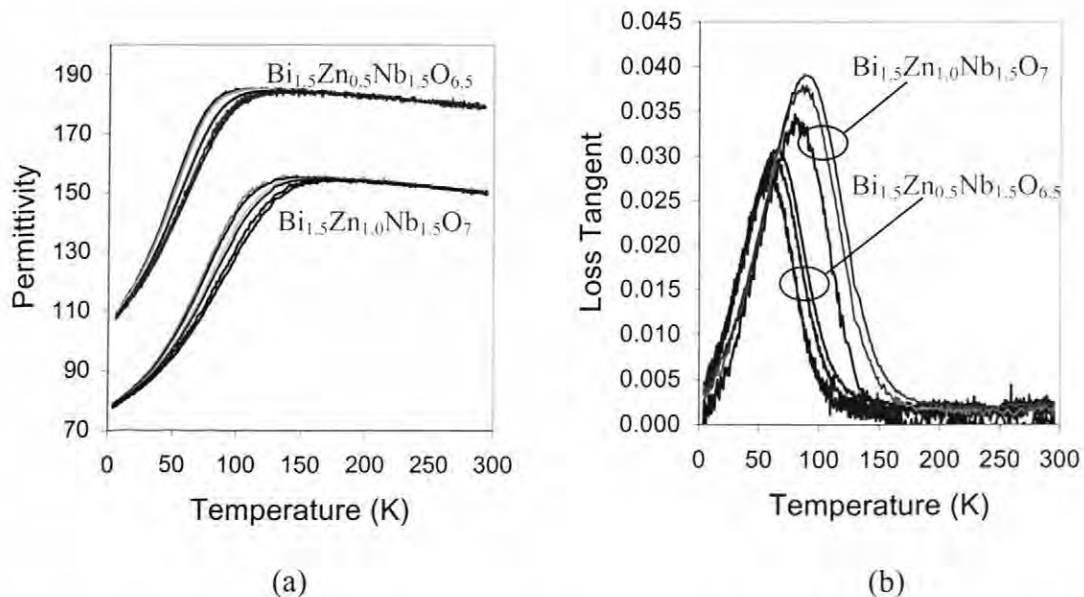 190
170
150
130
110
90
70
Permittivity
Bi1.5Zn0.5Nb1.5O6.5
Bi1.5Zn1.0Nb1.5O7
0 50 100 150 200 250 300
Temperature (K)
(a)
0.045
0.040
0.035
0.030
0.025
0.020
0.015
0.010
0.005
0.000
Loss Tangent
Bi1.5Zn1.0Nb1.5O7
Bi1.5Zn0.5Nb1.5O6.5
0 50 100 150 200 250 300
Temperature (K)
(b)